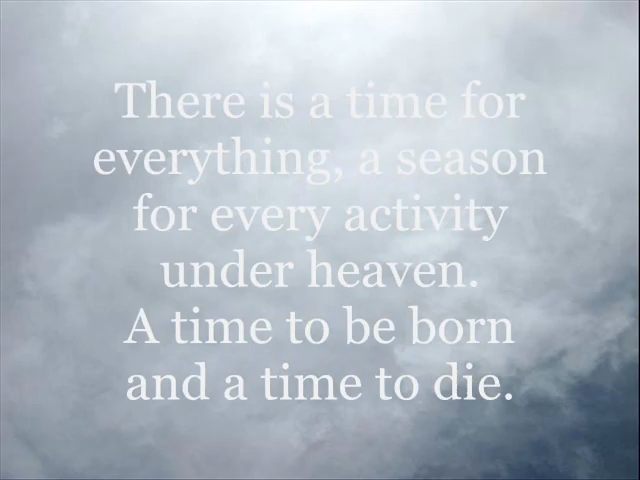 There is a time for
everything, a season
for every activity
under heaven.
A time to be born
and a time to die.